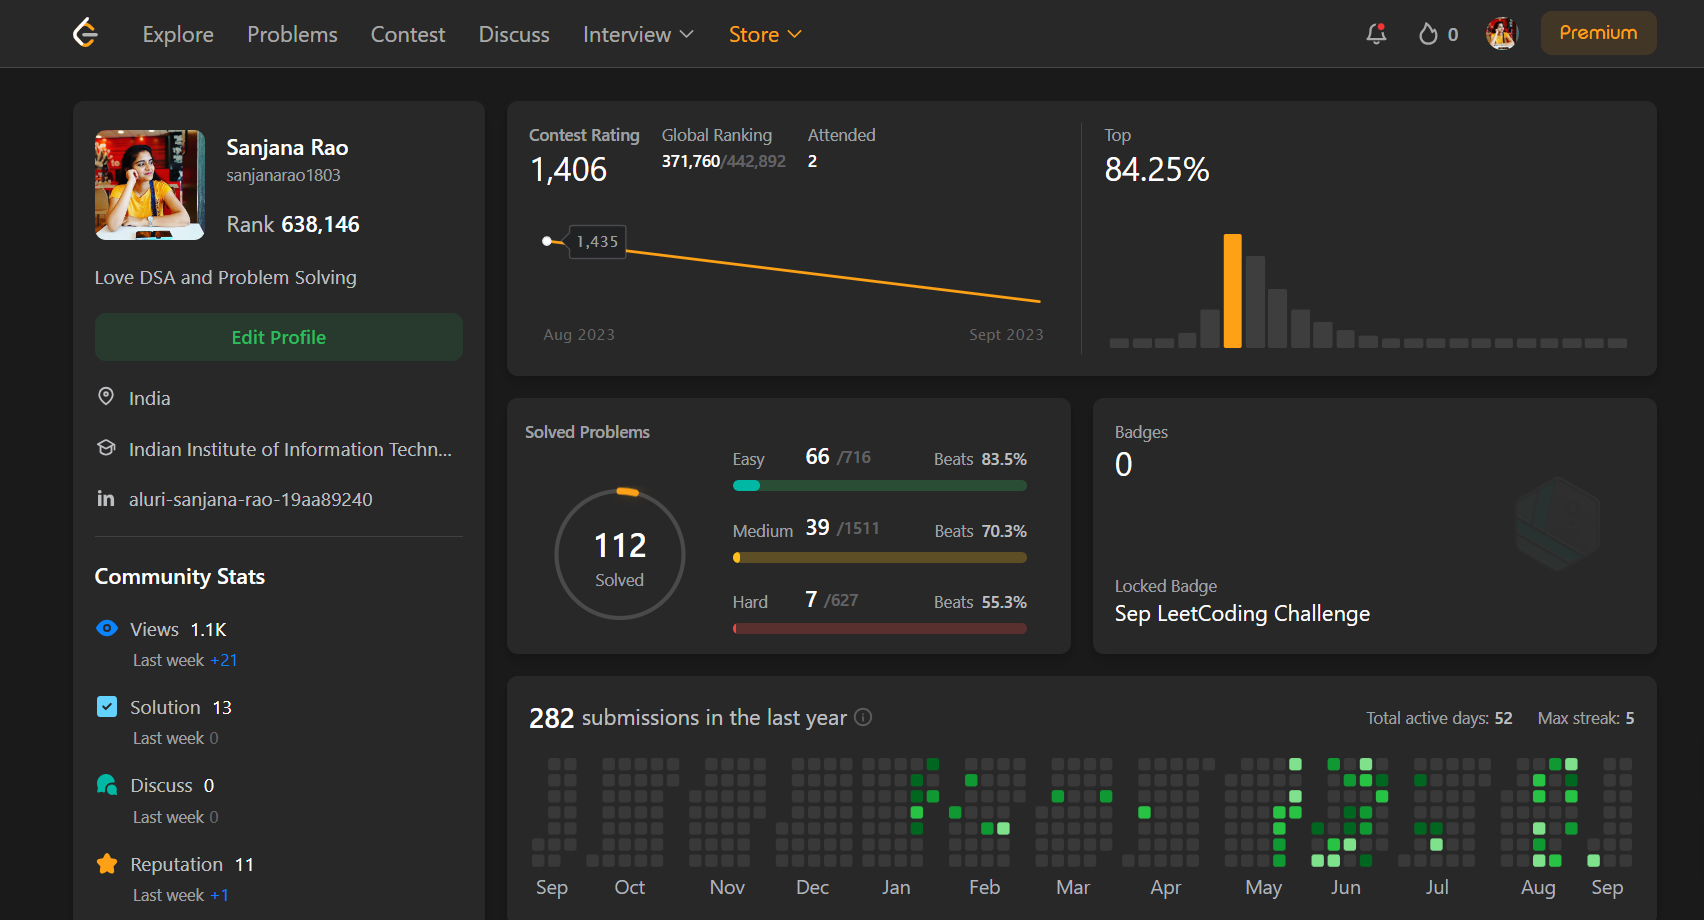 Explore Problems Contest Discuss Interview Store 0 Premium
Sanjana Rao
sanjanarao1803
Rank 638,146
Love DSA and Problem Solving
Edit Profile
India
Indian Institute of Information Techn...
in aluri-sanjana-rao-19aa89240
Community Stats
Views 1.1K
Last week +21
Solution 13
Last week 0
Discuss 0
Last week 0
Reputation 11
Last week +1
Contest Rating Global Ranking Attended
1,406 371,760/442,892 2
1,435
Aug 2023 Sept 2023
Top
84.25%
Solved Problems
112
Solved
Easy 66 /716 Beats 83.5%
Medium 39 /1511 Beats 70.3%
Hard 7 /627 Beats 55.3%
Badges
0
Locked Badge
Sep LeetCoding Challenge
282 submissions in the last year Total active days: 52 Max streak: 5
Sep Oct Nov Dec Jan Feb Mar Apr May Jun Jul Aug Sep